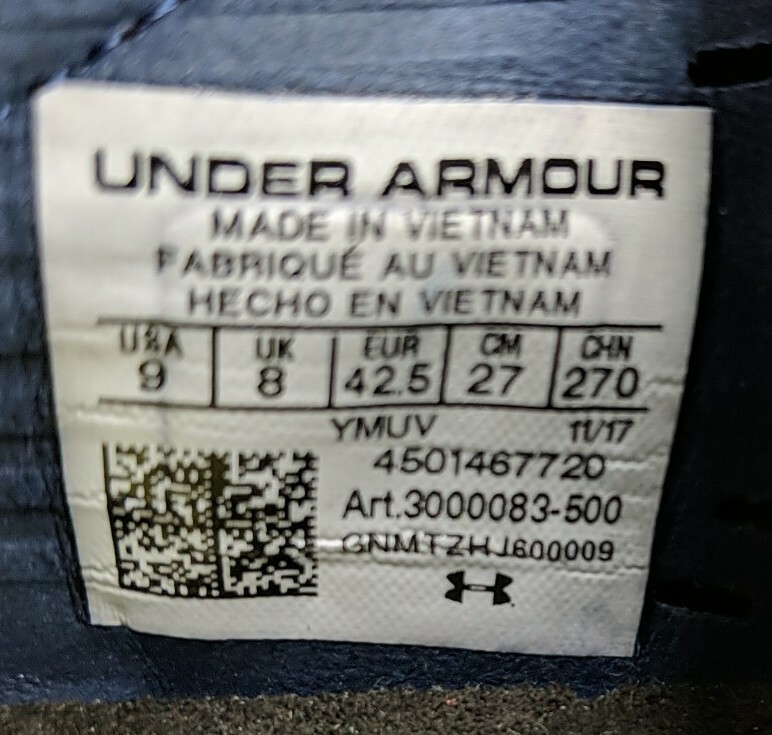 UNDER ARMOUR
MADE IN VIETNAM
FABRIQUÉ AU VIETNAM
HECHO EN VIETNAM
USA UK EUR CM CHN
9 8 42.5 27 270
YMUV 11/17
4501467720
Art.3000083-500
GNMTZHJ600009